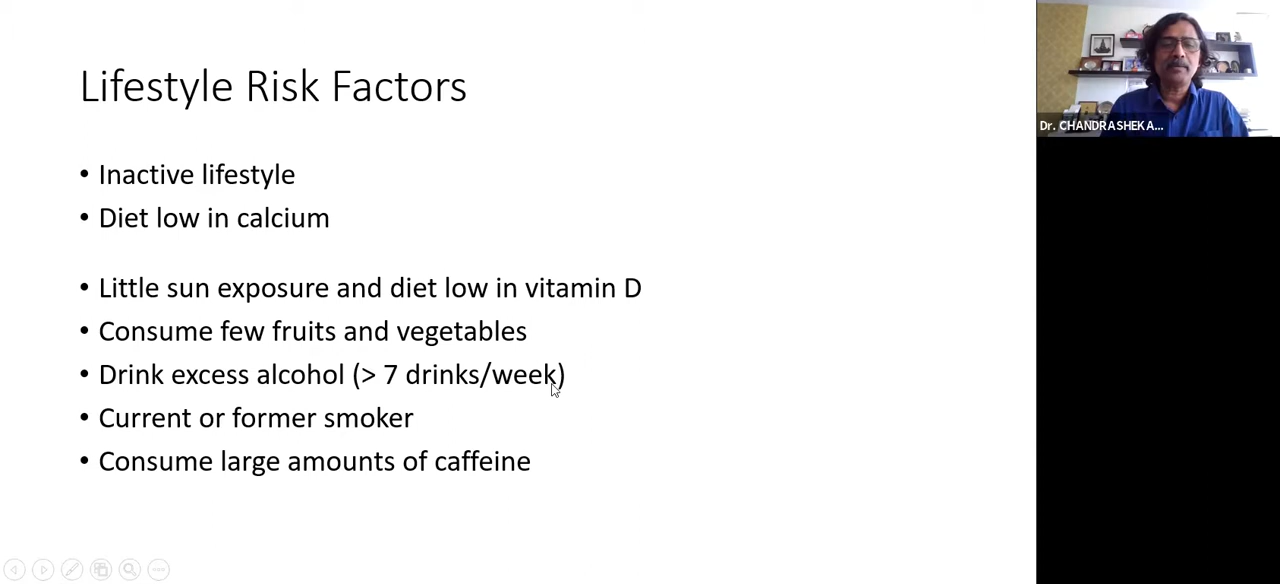 Lifestyle Risk Factors
• Inactive lifestyle
• Diet low in calcium
• Little sun exposure and diet low in vitamin D
• Consume few fruits and vegetables
• Drink excess alcohol (> 7 drinks/week)
• Current or former smoker
• Consume large amounts of caffeine
Dr. CHANDRASHEKA...